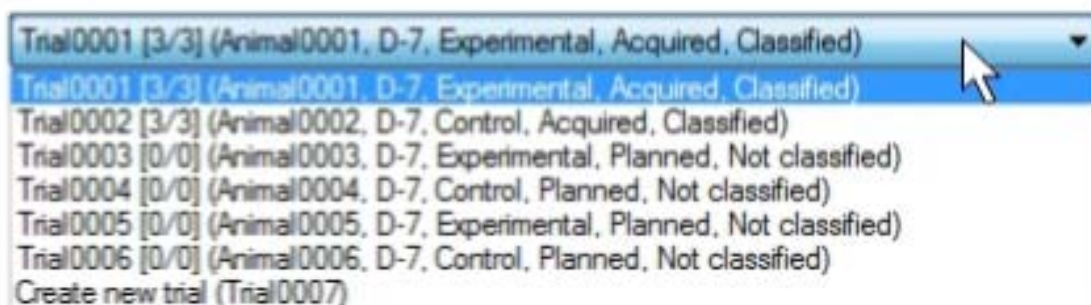 Trial0001 [3/3] (Animal0001, D-7, Experimental, Acquired, Classified)
Trial0001 [3/3] (Animal0001, D-7, Experimental, Acquired, Classified)
Trial0002 [3/3] (Animal0002, D-7, Control, Acquired, Classified)
Trial0003 [0/0] (Animal0003, D-7, Experimental, Planned, Not classified)
Trial0004 [0/0] (Animal0004, D-7, Control, Planned, Not classified)
Trial0005 [0/0] (Animal0005, D-7, Experimental, Planned, Not classified)
Trial0006 [0/0] (Animal0006, D-7, Control, Planned, Not classified)
Create new trial (Trial0007)